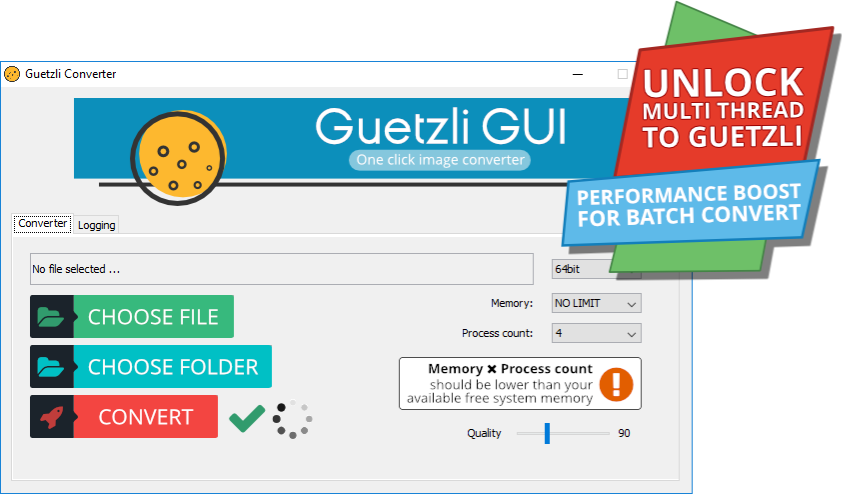 Guetzli Converter
UNLOCK
MULTI THREAD
TO GUETZLI
Guetzli GUI
One click image converter
PERFORMANCE BOOST
FOR BATCH CONVERT
Converter
Logging
No file selected ...
64bit
CHOOSE FILE
Memory:
NO LIMIT
Process count:
4
CHOOSE FOLDER
Memory ✖ Process count
should be lower than your
available free system memory
CONVERT
Quality
90